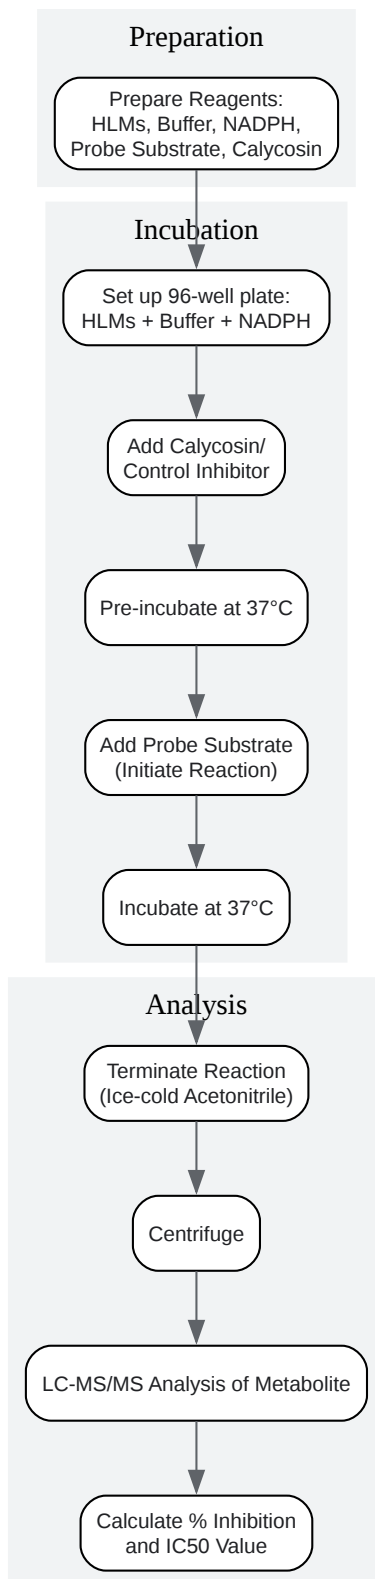 Preparation
Prepare Reagents:
HLMs, Buffer, NADPH,
Probe Substrate, Calycosin
Incubation
Set up 96-well plate:
HLMs + Buffer + NADPH
Add Calycosin/
Control Inhibitor
Pre-incubate at 37°C
Add Probe Substrate
(Initiate Reaction)
Incubate at 37°C
Analysis
Terminate Reaction
(Ice-cold Acetonitrile)
Centrifuge
LC-MS/MS Analysis of Metabolite
Calculate % Inhibition
and IC50 Value